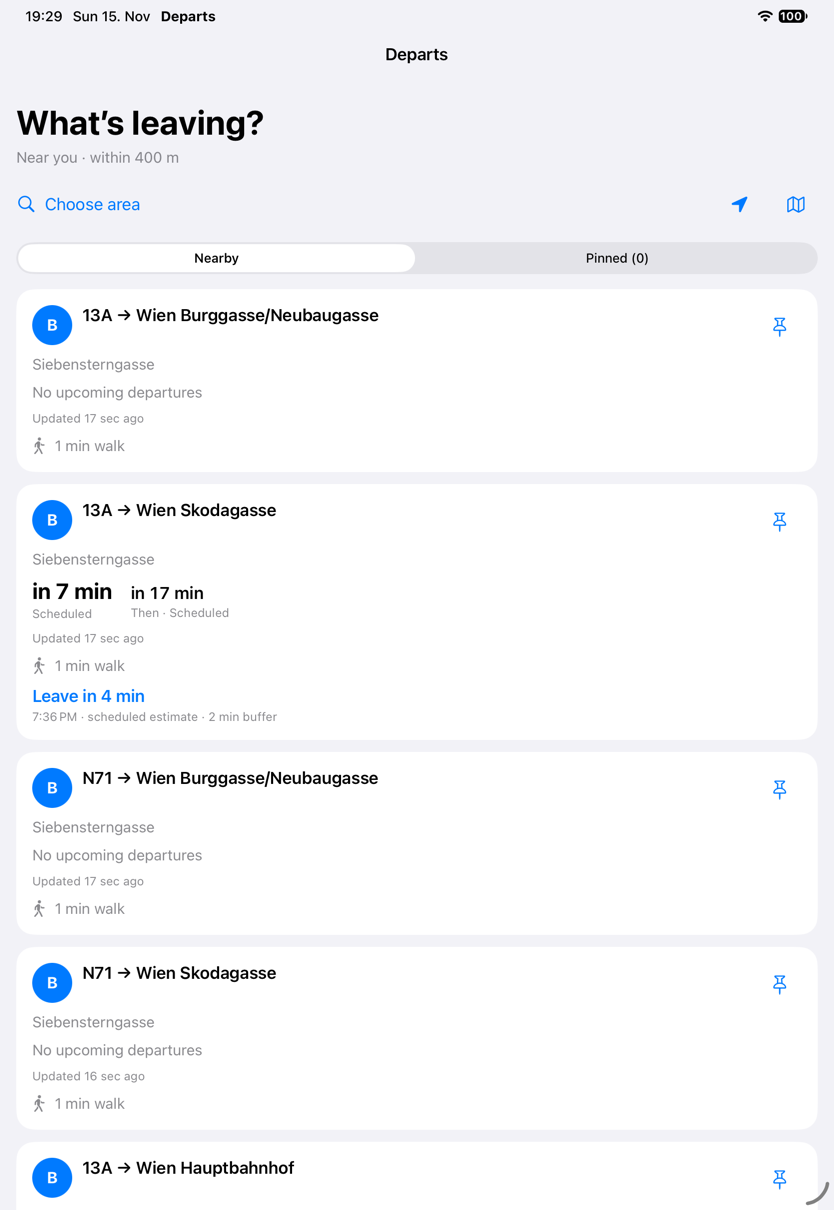 19:29 Sun 15. Nov Departs 100
Departs
What's leaving?
Near you · within 400 m
Choose area
Nearby Pinned (0)
B 13A → Wien Burggasse/Neubaugasse
Siebensterngasse
No upcoming departures
Updated 17 sec ago
1 min walk
B 13A → Wien Skodagasse
Siebensterngasse
in 7 min in 17 min
Scheduled Then · Scheduled
Updated 17 sec ago
1 min walk
Leave in 4 min
7:36 PM · scheduled estimate · 2 min buffer
B N71 → Wien Burggasse/Neubaugasse
Siebensterngasse
No upcoming departures
Updated 17 sec ago
1 min walk
B N71 → Wien Skodagasse
Siebensterngasse
No upcoming departures
Updated 16 sec ago
1 min walk
B 13A → Wien Hauptbahnhof